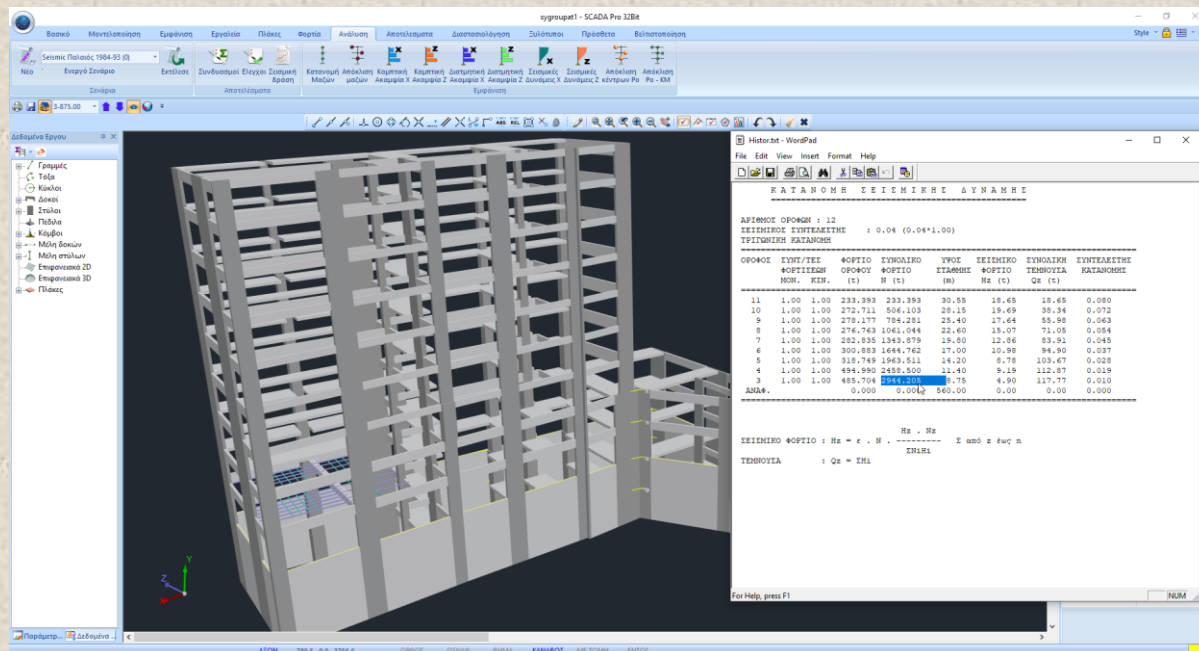 sygroupat1 - SCADA Pro 32Bit
Βασικό Μοντελοποίηση Εμφάνιση Εργαλεία Πλάκες Φορτία Ανάλυση Αποτελέσματα Διαστασιολόγηση Ξυλότυποι Πρόσθετα Βελτιστοποίηση Style
Seismic Παλαιός 1984-93 (0)
Νέο Ενεργό Σενάριο Εκτέλεσε Συνδυασμοί Ελεγχοι Σεισμική δράση Κατανομή Μαζών Απόκλιση μαζών Καμπτική Ακαμψία X Καμπτική Ακαμψία Z Διατμητική Ακαμψία X Διατμητική Ακαμψία Z Σεισμικές Δυνάμεις X Σεισμικές Δυνάμεις Z Απόκλιση κέντρων Ρο Απόκλιση Ρο - ΚΜ
Σενάρια Αποτελέσματα Εμφάνιση
3-875.00
Δεδομένα Εργου
Γραμμές
Τόξα
Κύκλοι
Δοκοί
Στύλοι
Πέδιλα
Κόμβοι
Μέλη δοκών
Μέλη στύλων
Επιφανειακά 2D
Επιφανειακά 3D
Πλάκες
Παράμετρ... Δεδομένα ...
Y
Z
X
Histor.txt - WordPad
File Edit View Insert Format Help
Κ Α Τ Α Ν Ο Μ Η Σ Ε Ι Σ Μ Ι Κ Η Σ Δ Υ Ν Α Μ Η Σ
ΑΡΙΘΜΟΣ ΟΡΟΦΩΝ : 12
ΣΕΙΣΜΙΚΟΣ ΣΥΝΤΕΛΕΣΤΗΣ : 0.04 (0.04*1.00)
ΤΡΙΓΩΝΙΚΗ ΚΑΤΑΝΟΜΗ
ΟΡΟΦΟΣ ΣΥΝΤ/ΤΕΣ ΦΟΡΤΙΟ ΣΥΝΟΛΙΚΟ ΥΨΟΣ ΣΕΙΣΜΙΚΟ ΣΥΝΟΛΙΚΗ ΣΥΝΤΕΛΕΣΤΗΣ
ΦΟΡΤΙΣΕΩΝ ΟΡΟΦΟΥ ΦΟΡΤΙΟ ΣΤΑΘΜΗΣ ΦΟΡΤΙΟ ΤΕΜΝΟΥΣΑ ΚΑΤΑΝΟΜΗΣ
ΜΟΝ. ΚΙΝ. (t) N (t) (m) Hz (t) Qz (t)
11 1.00 1.00 233.393 233.393 30.55 18.65 18.65 0.080
10 1.00 1.00 272.711 506.103 28.15 19.69 38.34 0.072
9 1.00 1.00 278.177 784.281 25.40 17.64 55.98 0.063
8 1.00 1.00 276.763 1061.044 22.60 15.07 71.05 0.054
7 1.00 1.00 282.835 1343.879 19.80 12.86 83.91 0.045
6 1.00 1.00 300.883 1644.762 17.00 10.98 94.90 0.037
5 1.00 1.00 318.749 1963.511 14.20 8.78 103.67 0.028
4 1.00 1.00 494.990 2458.500 11.40 9.19 112.87 0.019
3 1.00 1.00 485.704 2944.205 8.75 4.90 117.77 0.010
ΑΝΑΦ. 0.000 0.000 560.00 0.00 0.00 0.000
Hz . Nz
ΣΕΙΣΜΙΚΟ ΦΟΡΤΙΟ : Hz = ε . N . --------- Σ από z έως n
ΣNiHi
ΤΕΜΝΟΥΣΑ : Qz = ΣHi
For Help, press F1 NUM